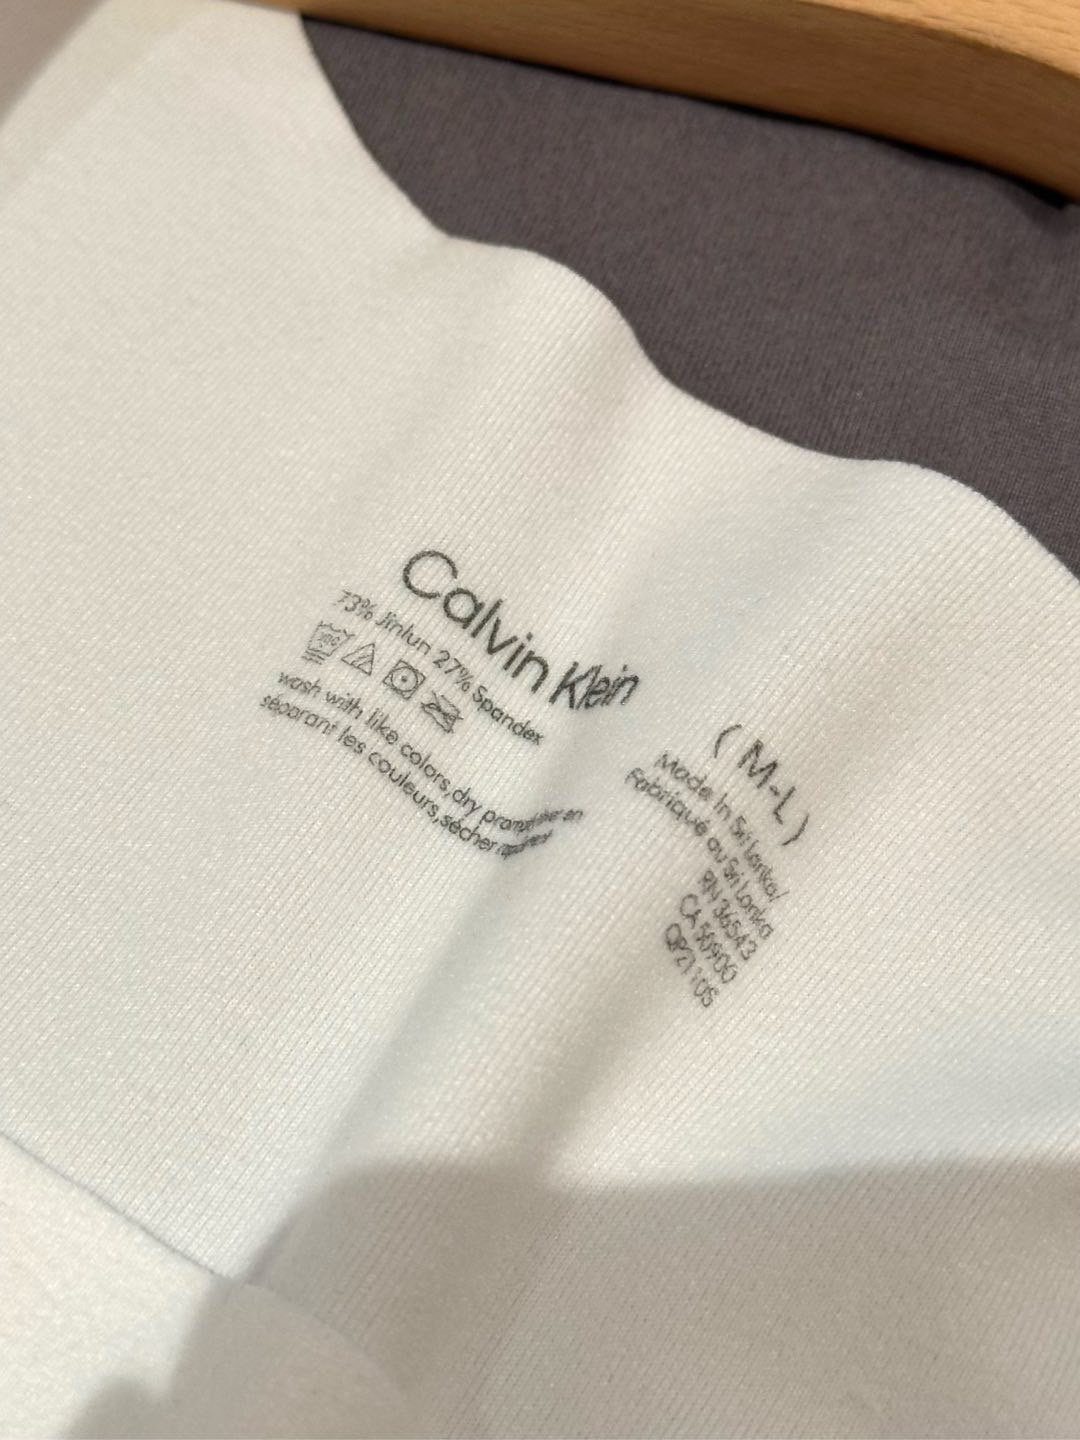 Calvin Klein
73% Jinlun 27% Spandex
wash with like colors,dry
séparant les couleurs,sécher
( M-L )
Made In Sri Lanka/
Fabriqué au Sri Lanka
RN 36543
CA 50900